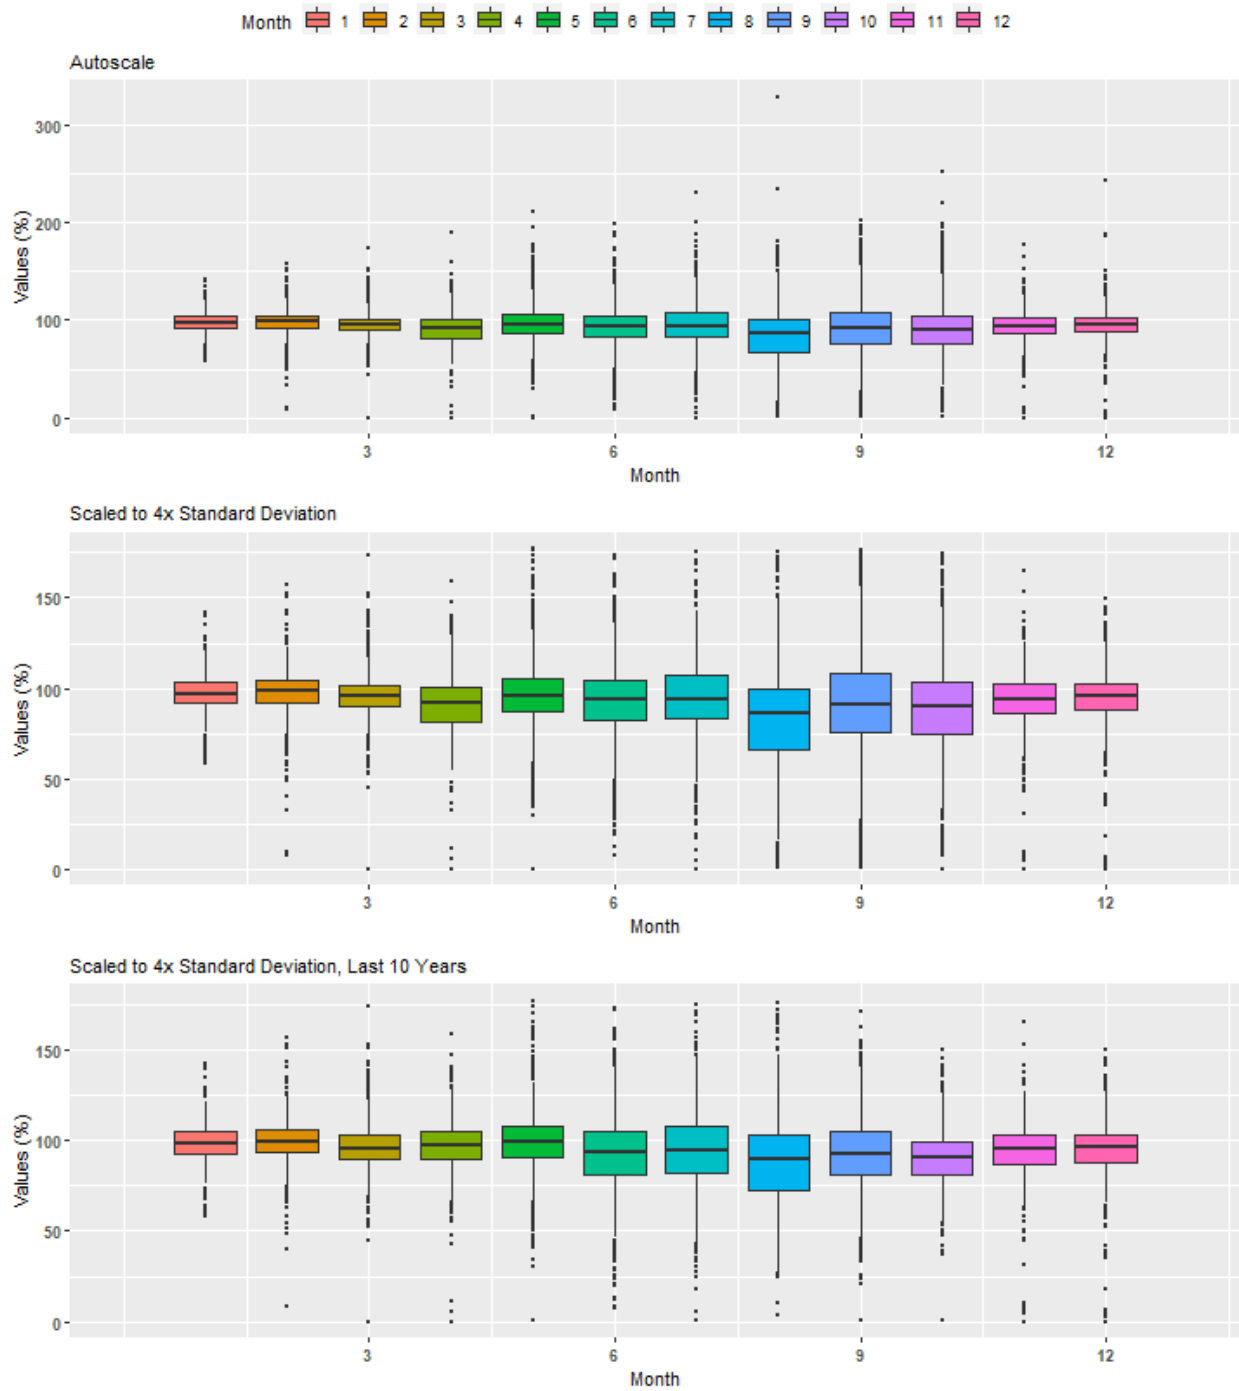 Month 1 2 3 4 5 6 7 8 9 10 11 12
Autoscale
Values (%)
300
200
100
0
3 6 9 12
Month
Scaled to 4x Standard Deviation
Values (%)
150
100
50
0
3 6 9 12
Month
Scaled to 4x Standard Deviation, Last 10 Years
Values (%)
150
100
50
0
3 6 9 12
Month